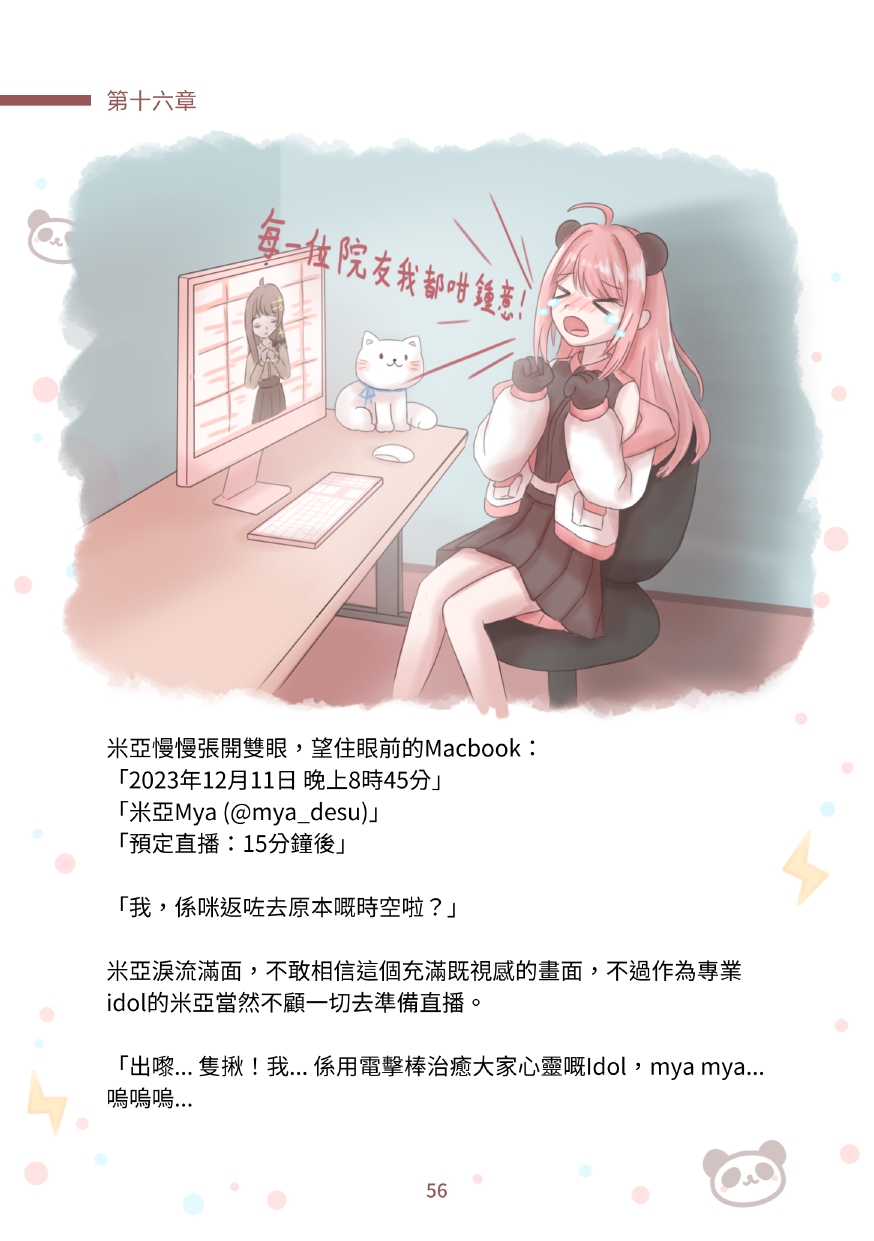 第十六章
每一位院友我都咁鍾意!
米亞慢慢張開雙眼，望住眼前的Macbook：
「2023年12月11日 晚上8時45分」
「米亞Mya (@mya_desu)」
「預定直播：15分鐘後」
「我，係咪返咗去原本嘅時空啦？」
米亞淚流滿面，不敢相信這個充滿既視感的畫面，不過作為專業
idol的米亞當然不顧一切去準備直播。
「出嚟... 隻揪！我... 係用電擊棒治癒大家心靈嘅Idol，mya mya...
嗚嗚嗚...
56